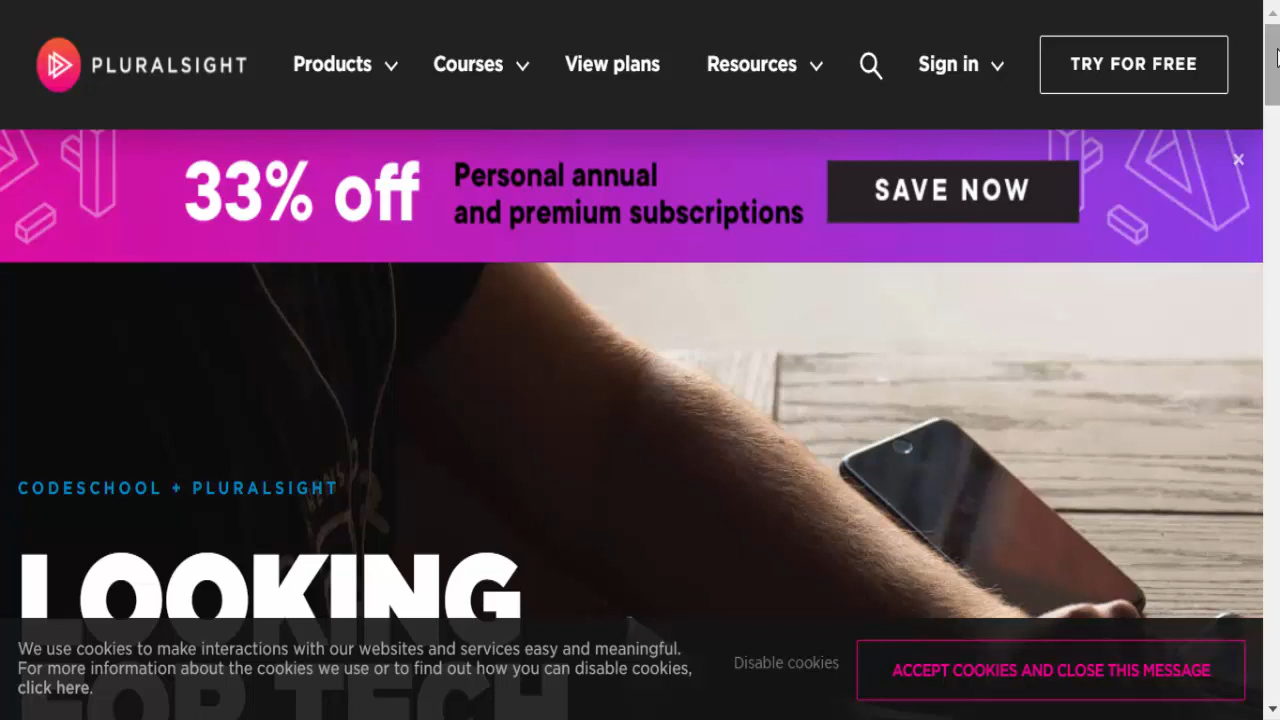 PLURALSIGHT
Products
Courses
View plans
Resources
Sign in
TRY FOR FREE
33% off
Personal annual
and premium subscriptions
SAVE NOW
×
CODESCHOOL + PLURALSIGHT
LOOKING
FOR TECH
We use cookies to make interactions with our websites and services easy and meaningful.
For more information about the cookies we use or to find out how you can disable cookies,
click here.
Disable cookies
ACCEPT COOKIES AND CLOSE THIS MESSAGE